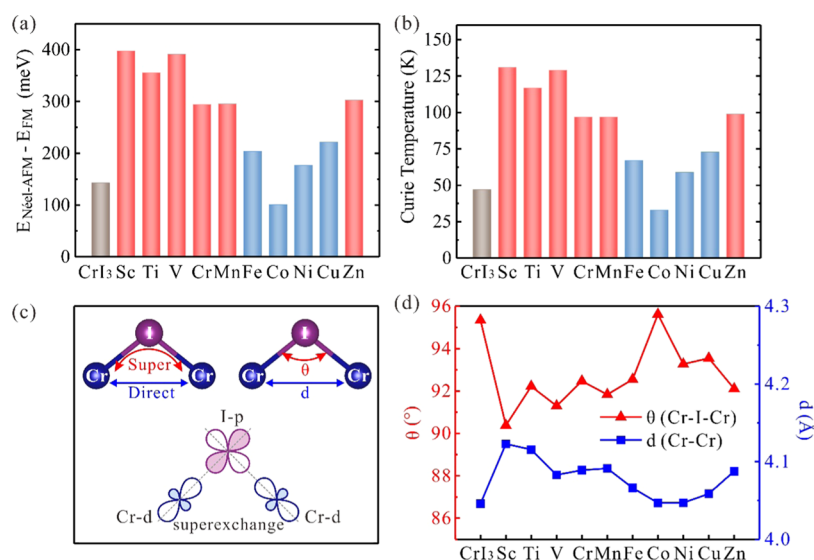 (a)
E Néel-AFM - E FM (meV)
400
300
200
100
0
CrI3 Sc Ti V Cr Mn Fe Co Ni Cu Zn
(b)
Curie Temperature (K)
150
125
100
75
50
25
0
CrI3 Sc Ti V Cr Mn Fe Co Ni Cu Zn
(c)
I I
Cr Super Cr Cr θ Cr
Direct d
I-p
Cr-d Cr-d
superexchange
(d)
θ (°)
96
94
92
90
88
86
θ (Cr-I-Cr)
d (Cr-Cr)
4.3
4.2
4.1
4.0
d (Å)
CrI3 Sc Ti V Cr Mn Fe Co Ni Cu Zn